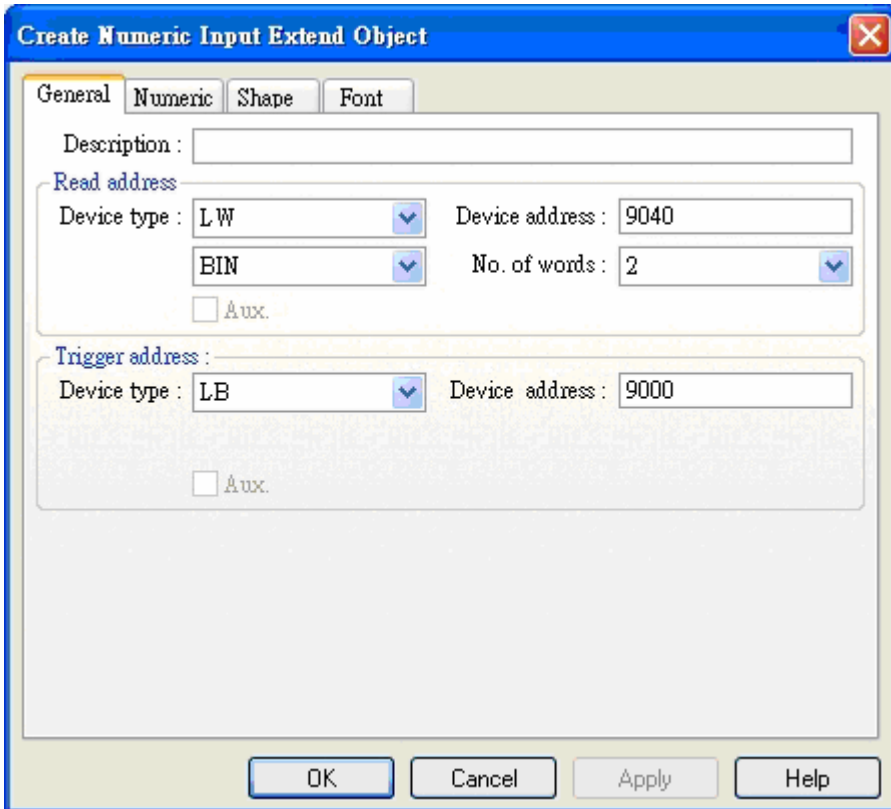 Create Numeric Input Extend Object
General Numeric Shape Font
Description :
Read address
Device type : LW Device address : 9040
BIN No. of words : 2
Aux.
Trigger address :
Device type : LB Device address : 9000
Aux.
OK Cancel Apply Help